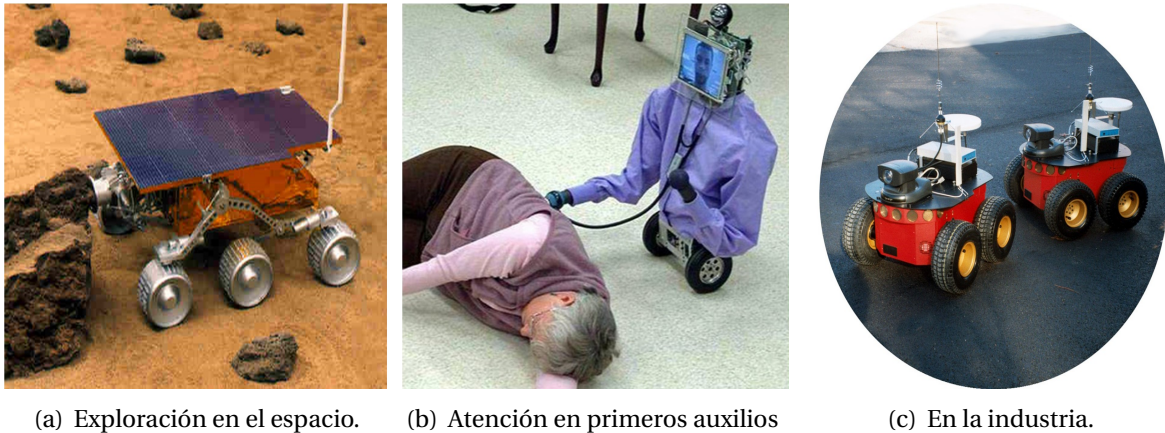 (a) Exploración en el espacio.
(b) Atención en primeros auxilios
(c) En la industria.